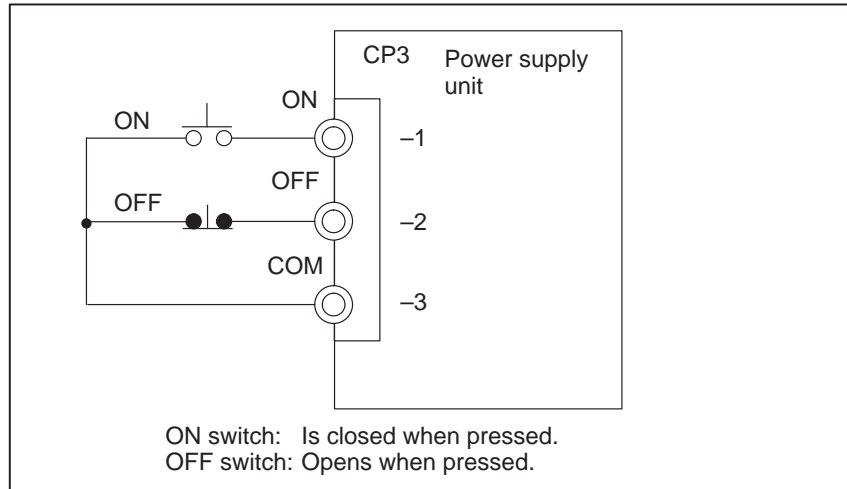 CP3
Power supply
unit
ON
ON
–1
OFF
OFF
–2
COM
–3
ON switch: Is closed when pressed.
OFF switch: Opens when pressed.